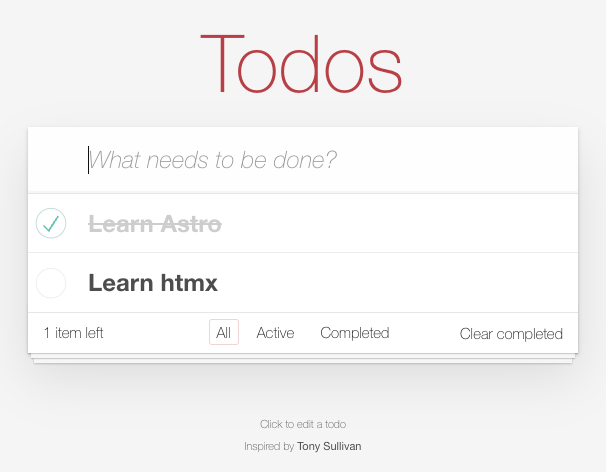 Todos
What needs to be done?
Learn Astro
Learn htmx
1 item left All Active Completed Clear completed
Click to edit a todo
Inspired by Tony Sullivan